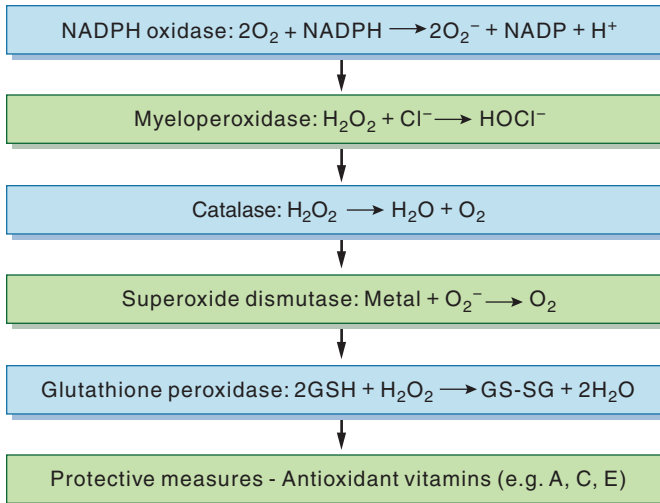 NADPH oxidase: 2O₂ + NADPH ⟶ 2O₂⁻ + NADP + H⁺
Myeloperoxidase: H₂O₂ + Cl⁻ ⟶ HOCl⁻
Catalase: H₂O₂ ⟶ H₂O + O₂
Superoxide dismutase: Metal + O₂⁻ ⟶ O₂
Glutathione peroxidase: 2GSH + H₂O₂ ⟶ GS-SG + 2H₂O
Protective measures - Antioxidant vitamins (e.g. A, C, E)